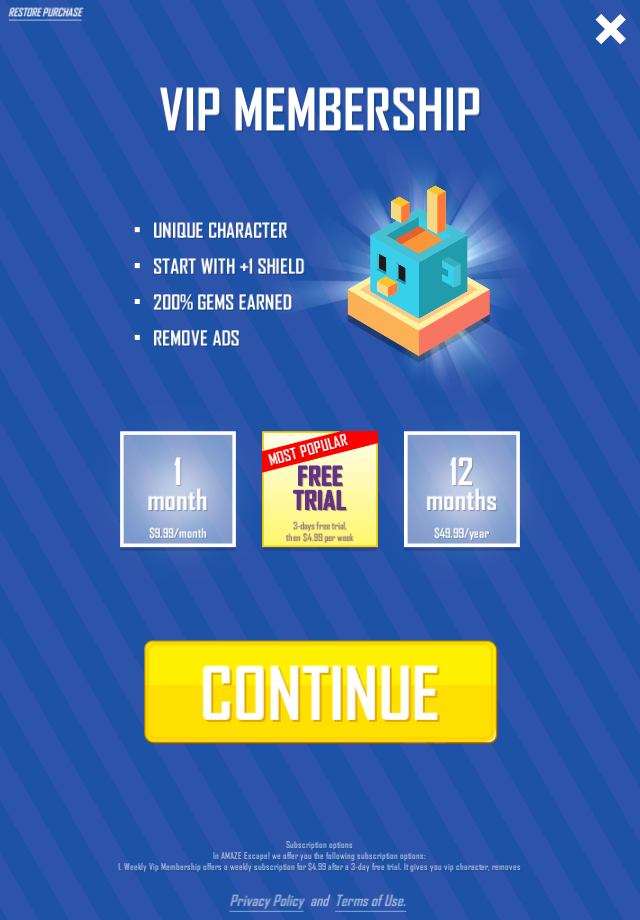 RESTORE PURCHASE
VIP MEMBERSHIP
▪ UNIQUE CHARACTER
▪ START WITH +1 SHIELD
▪ 200% GEMS EARNED
▪ REMOVE ADS
1
month
$9.99/month
MOST POPULAR
FREE
TRIAL
3-days free trial,
then $4.99 per week
12
months
$49.99/year
CONTINUE
Subscription options
In AMAZE Escape! we offer you the following subscription options:
1. Weekly Vip Membership offers a weekly subscription for $4.99 after a 3-day free trial. It gives you vip character, removes
Privacy Policy and Terms of Use.